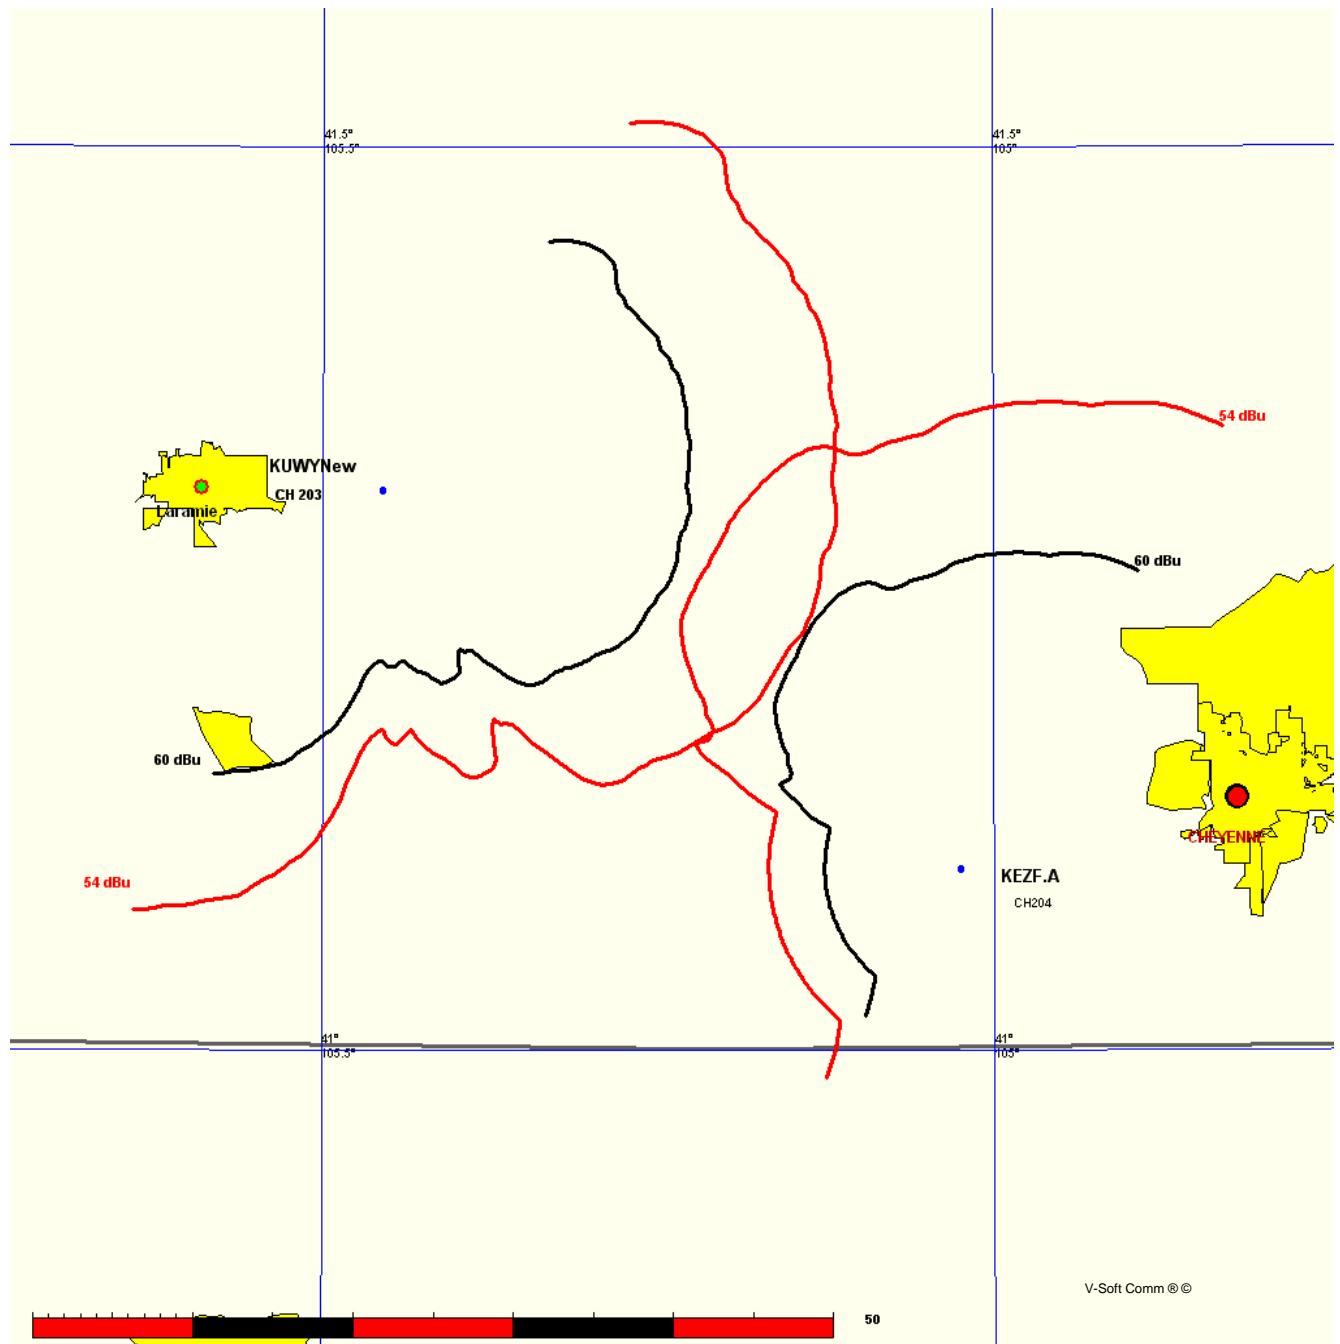 41.5°
105.5°
41.5°
105°
54 dBu
KUWYNew
CH 203
Laramie
60 dBu
60 dBu
CHEYENNE
54 dBu
KEZF.A
CH204
41°
105.5°
41°
105°
V-Soft Comm ® ©
50